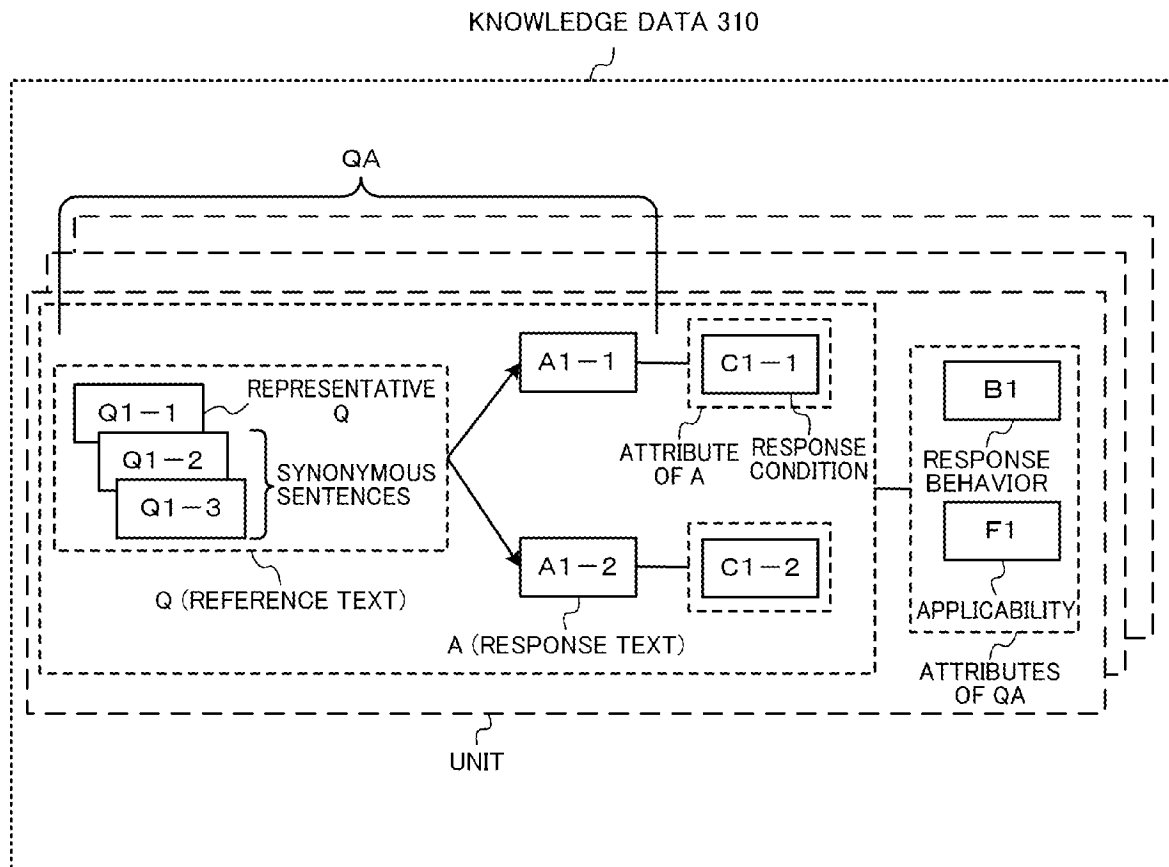 KNOWLEDGE DATA 310
QA
Q1-1
REPRESENTATIVE
Q
Q1-2
Q1-3
SYNONYMOUS
SENTENCES
Q (REFERENCE TEXT)
A1-1
C1-1
ATTRIBUTE
OF A
RESPONSE
CONDITION
A1-2
C1-2
A (RESPONSE TEXT)
B1
RESPONSE
BEHAVIOR
F1
APPLICABILITY
ATTRIBUTES
OF QA
UNIT